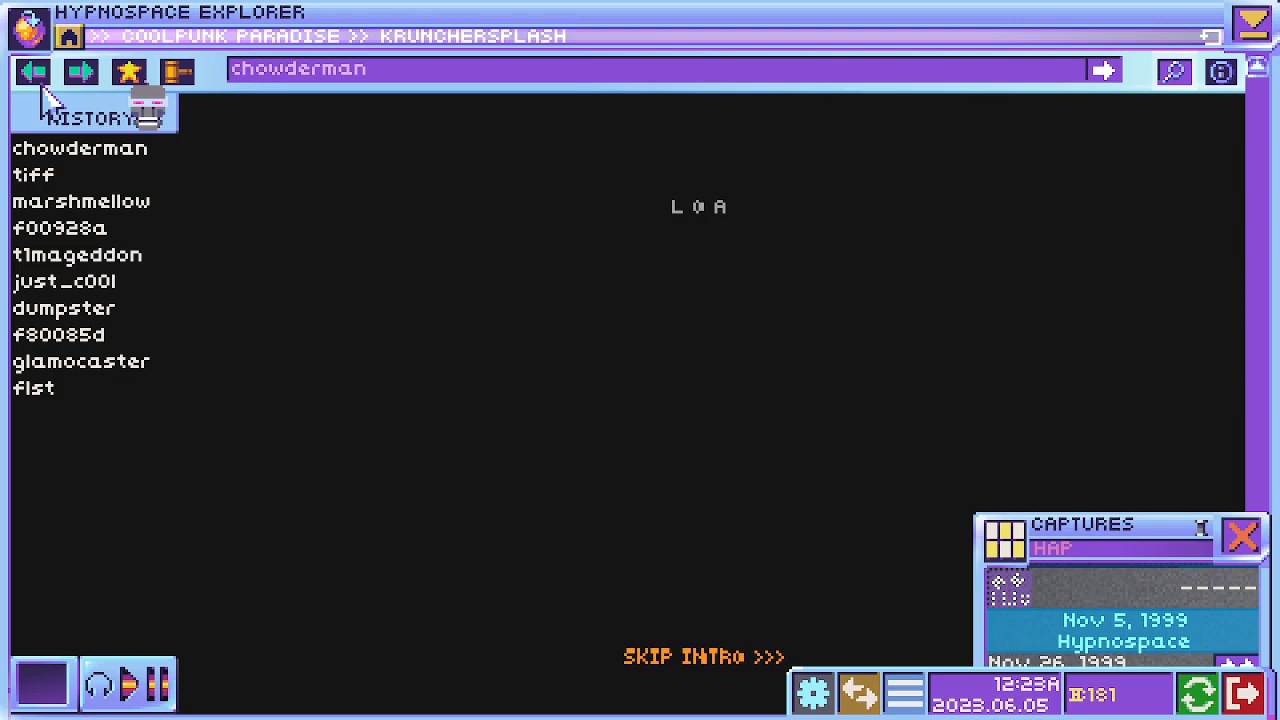 HYPNOSPACE EXPLORER
>> COOLPUNK PARADISE >> KRUNCHERSPLASH
chowderman
HISTORY
chowderman
tiff
marshmellow
f00928a
t1mageddon
just_c00l
dumpster
f80085d
glamocaster
flst
L O A
SKIP INTRO >>>
CAPTURES
HAP
Nov 5, 1999
Hypnospace
Nov 26, 1999
12:23A
2023.06.05
:181